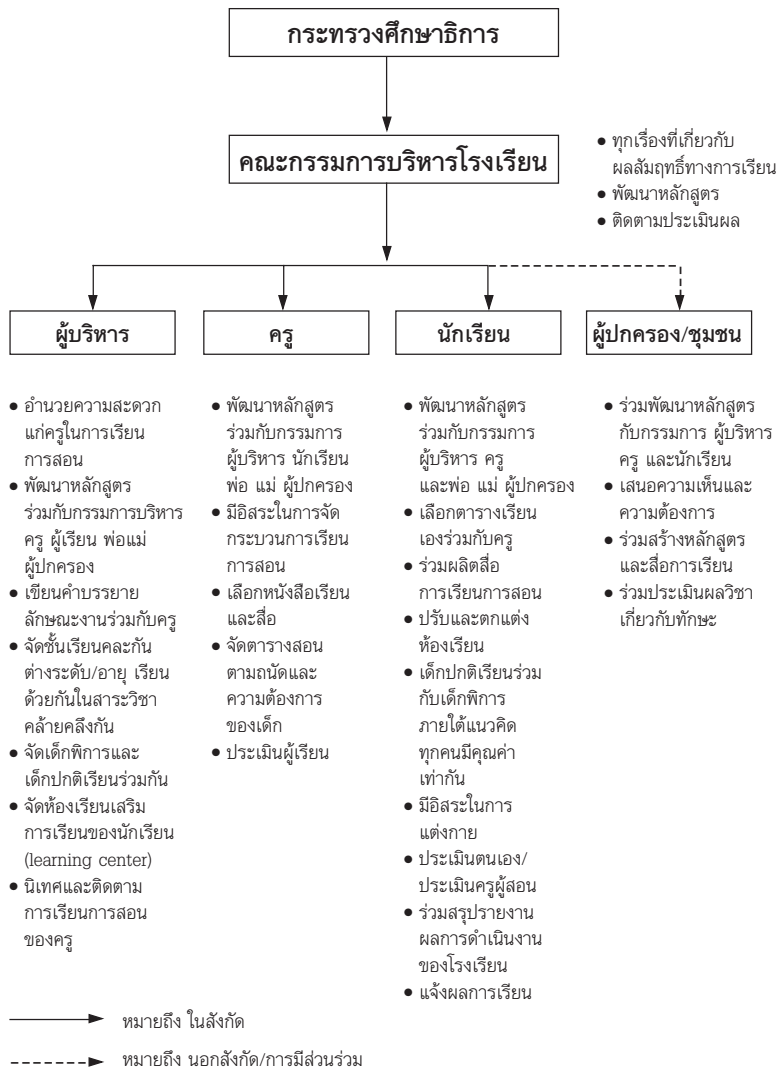 กระทรวงศึกษาธิการ
คณะกรรมการบริหารโรงเรียน
● ทุกเรื่องที่เกี่ยวกับ
ผลสัมฤทธิ์ทางการเรียน
● พัฒนาหลักสูตร
● ติดตามประเมินผล
ผู้บริหาร
● อำนวยความสะดวก
แก่ครูในการเรียน
การสอน
● พัฒนาหลักสูตร
ร่วมกับกรรมการบริหาร
ครู ผู้เรียน พ่อแม่
ผู้ปกครอง
● เขียนคำบรรยาย
ลักษณะงานร่วมกับครู
● จัดชั้นเรียนคละกัน
ต่างระดับ/อายุ เรียน
ด้วยกันในสาระวิชา
คล้ายคลึงกัน
● จัดเด็กพิการและ
เด็กปกติเรียนร่วมกัน
● จัดห้องเรียนเสริม
การเรียนของนักเรียน
(learning center)
● นิเทศและติดตาม
การเรียนการสอน
ของครู
ครู
● พัฒนาหลักสูตร
ร่วมกับกรรมการ
ผู้บริหาร นักเรียน
พ่อ แม่ ผู้ปกครอง
● มีอิสระในการจัด
กระบวนการเรียน
การสอน
● เลือกหนังสือเรียน
และสื่อ
● จัดตารางสอน
ตามถนัดและ
ความต้องการ
ของเด็ก
● ประเมินผู้เรียน
นักเรียน
● พัฒนาหลักสูตร
ร่วมกับกรรมการ
ผู้บริหาร ครู
และพ่อ แม่ ผู้ปกครอง
● เลือกตารางเรียน
เองร่วมกับครู
● ร่วมผลิตสื่อ
การเรียนการสอน
● ปรับและตกแต่ง
ห้องเรียน
● เด็กปกติเรียนร่วม
กับเด็กพิการ
ภายใต้แนวคิด
ทุกคนมีคุณค่า
เท่ากัน
● มีอิสระในการ
แต่งกาย
● ประเมินตนเอง/
ประเมินครูผู้สอน
● ร่วมสรุปรายงาน
ผลการดำเนินงาน
ของโรงเรียน
● แจ้งผลการเรียน
ผู้ปกครอง/ชุมชน
● ร่วมพัฒนาหลักสูตร
กับกรรมการ ผู้บริหาร
ครู และนักเรียน
● เสนอความเห็นและ
ความต้องการ
● ร่วมสร้างหลักสูตร
และสื่อการเรียน
● ร่วมประเมินผลวิชา
เกี่ยวกับทักษะ
หมายถึง ในสังกัด
หมายถึง นอกสังกัด/การมีส่วนร่วม